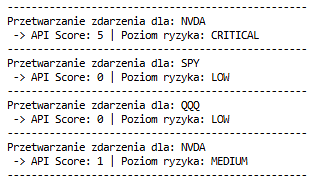 --------------------------------------------------
Przetwarzanie zdarzenia dla: NVDA
 -> API Score: 5 | Poziom ryzyka: CRITICAL
--------------------------------------------------
Przetwarzanie zdarzenia dla: SPY
 -> API Score: 0 | Poziom ryzyka: LOW
--------------------------------------------------
Przetwarzanie zdarzenia dla: QQQ
 -> API Score: 0 | Poziom ryzyka: LOW
--------------------------------------------------
Przetwarzanie zdarzenia dla: NVDA
 -> API Score: 1 | Poziom ryzyka: MEDIUM
--------------------------------------------------